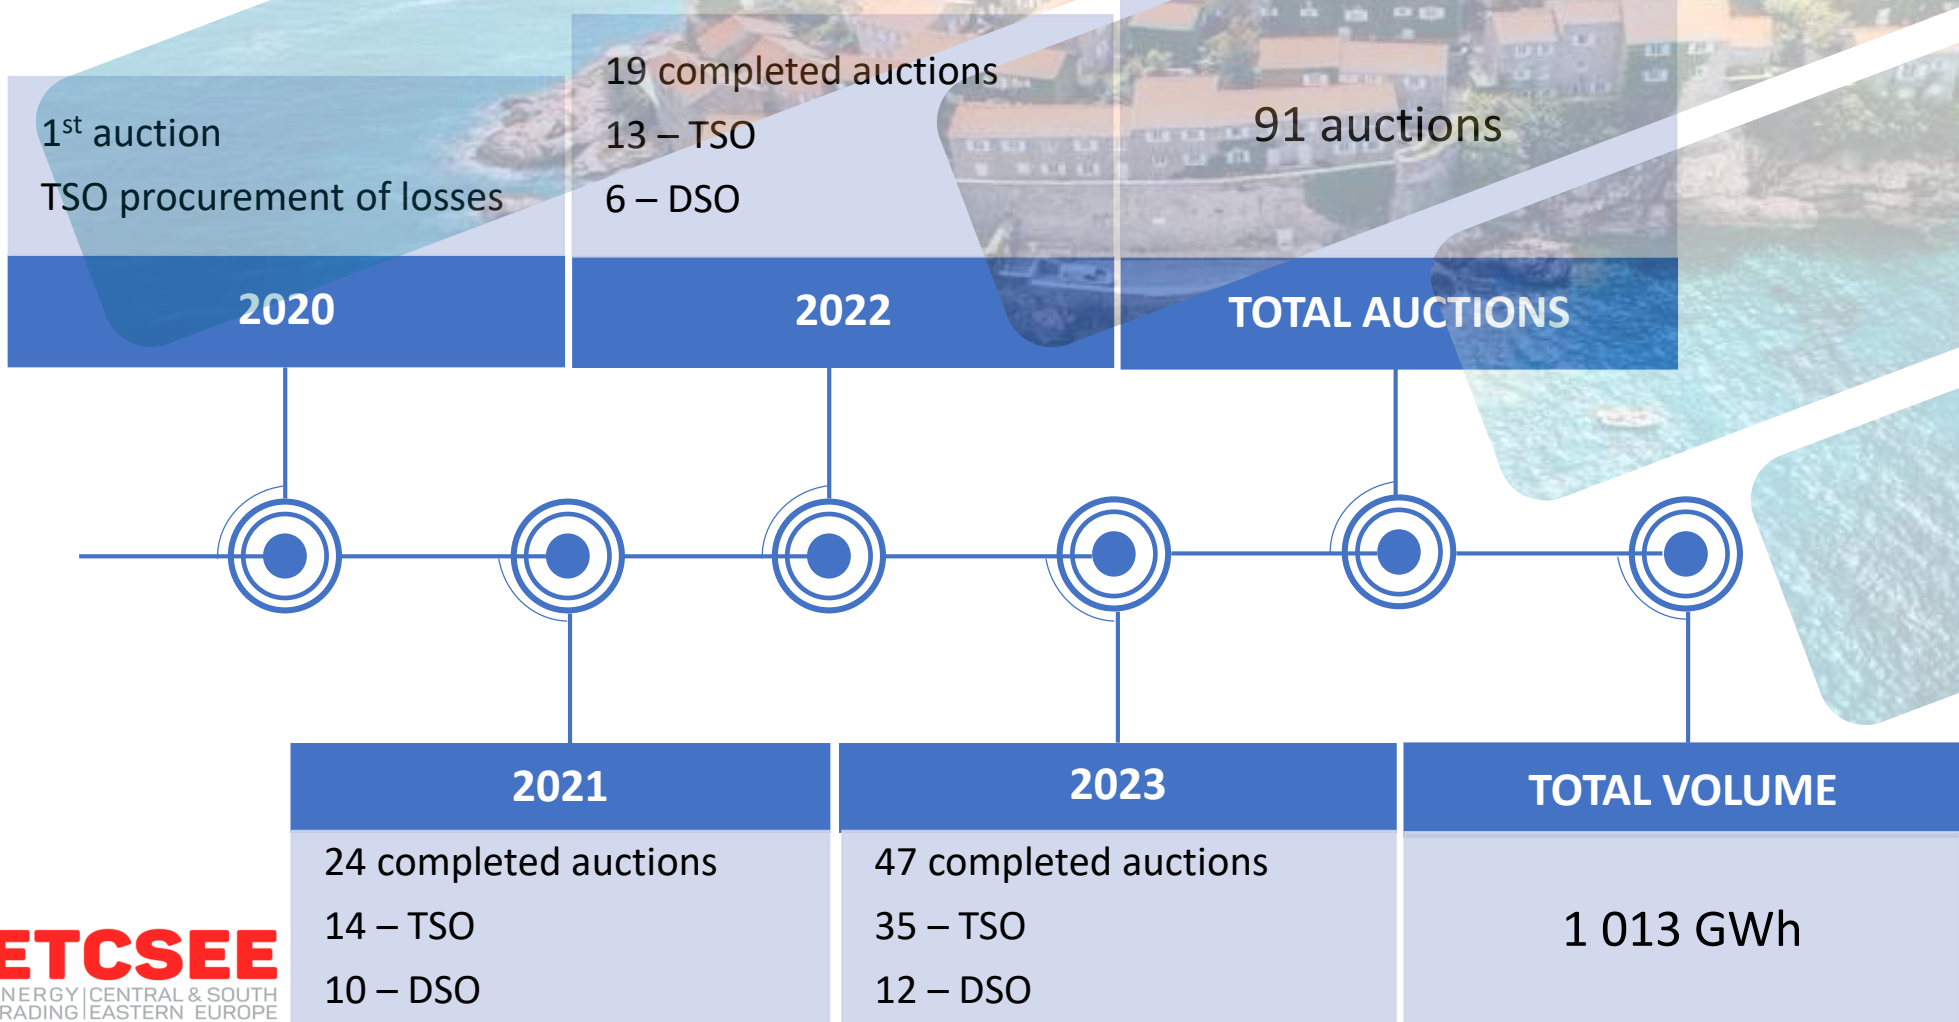 1st auction
TSO procurement of losses
2020
19 completed auctions
13 – TSO
6 – DSO
2022
91 auctions
TOTAL AUCTIONS
2021
24 completed auctions
14 – TSO
10 – DSO
2023
47 completed auctions
35 – TSO
12 – DSO
TOTAL VOLUME
1 013 GWh
ETCSEE
NERGY|CENTRAL & SOUTH
RADING|EASTERN EUROPE